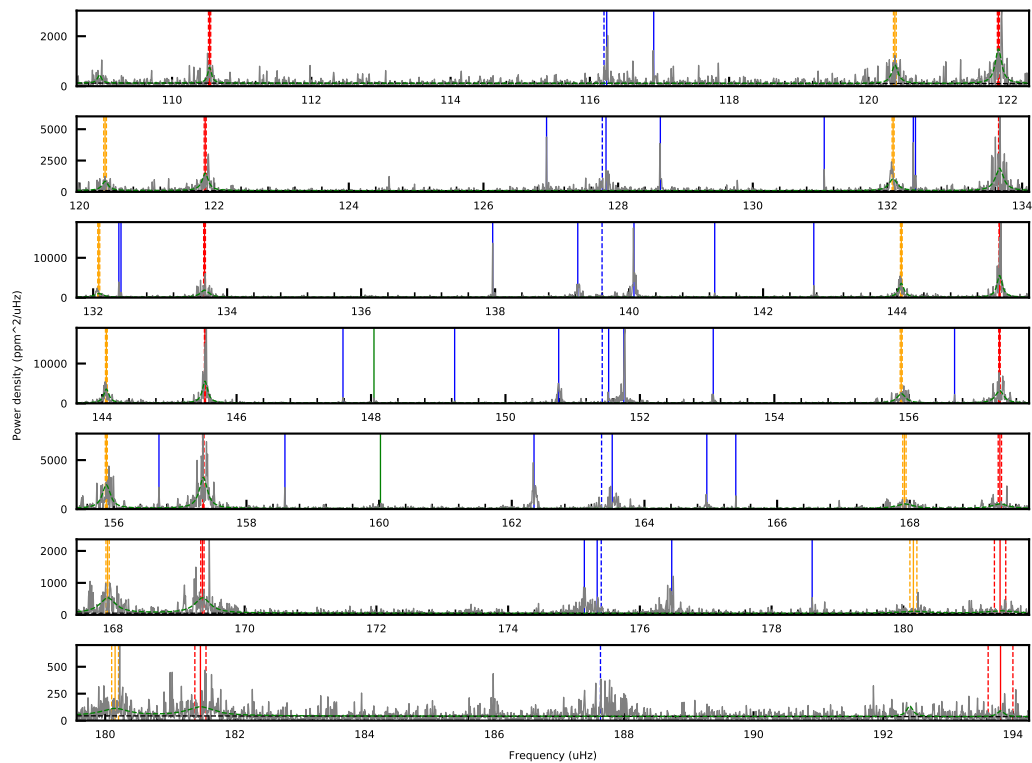 2000
0
110 112 114 116 118 120 122
5000
2500
0
120 122 124 126 128 130 132 134
10000
0
132 134 136 138 140 142 144
10000
0
144 146 148 150 152 154 156
5000
0
156 158 160 162 164 166 168
2000
1000
0
168 170 172 174 176 178 180
500
250
0
180 182 184 186 188 190 192 194
Power density (ppm^2/uHz)
Frequency (uHz)